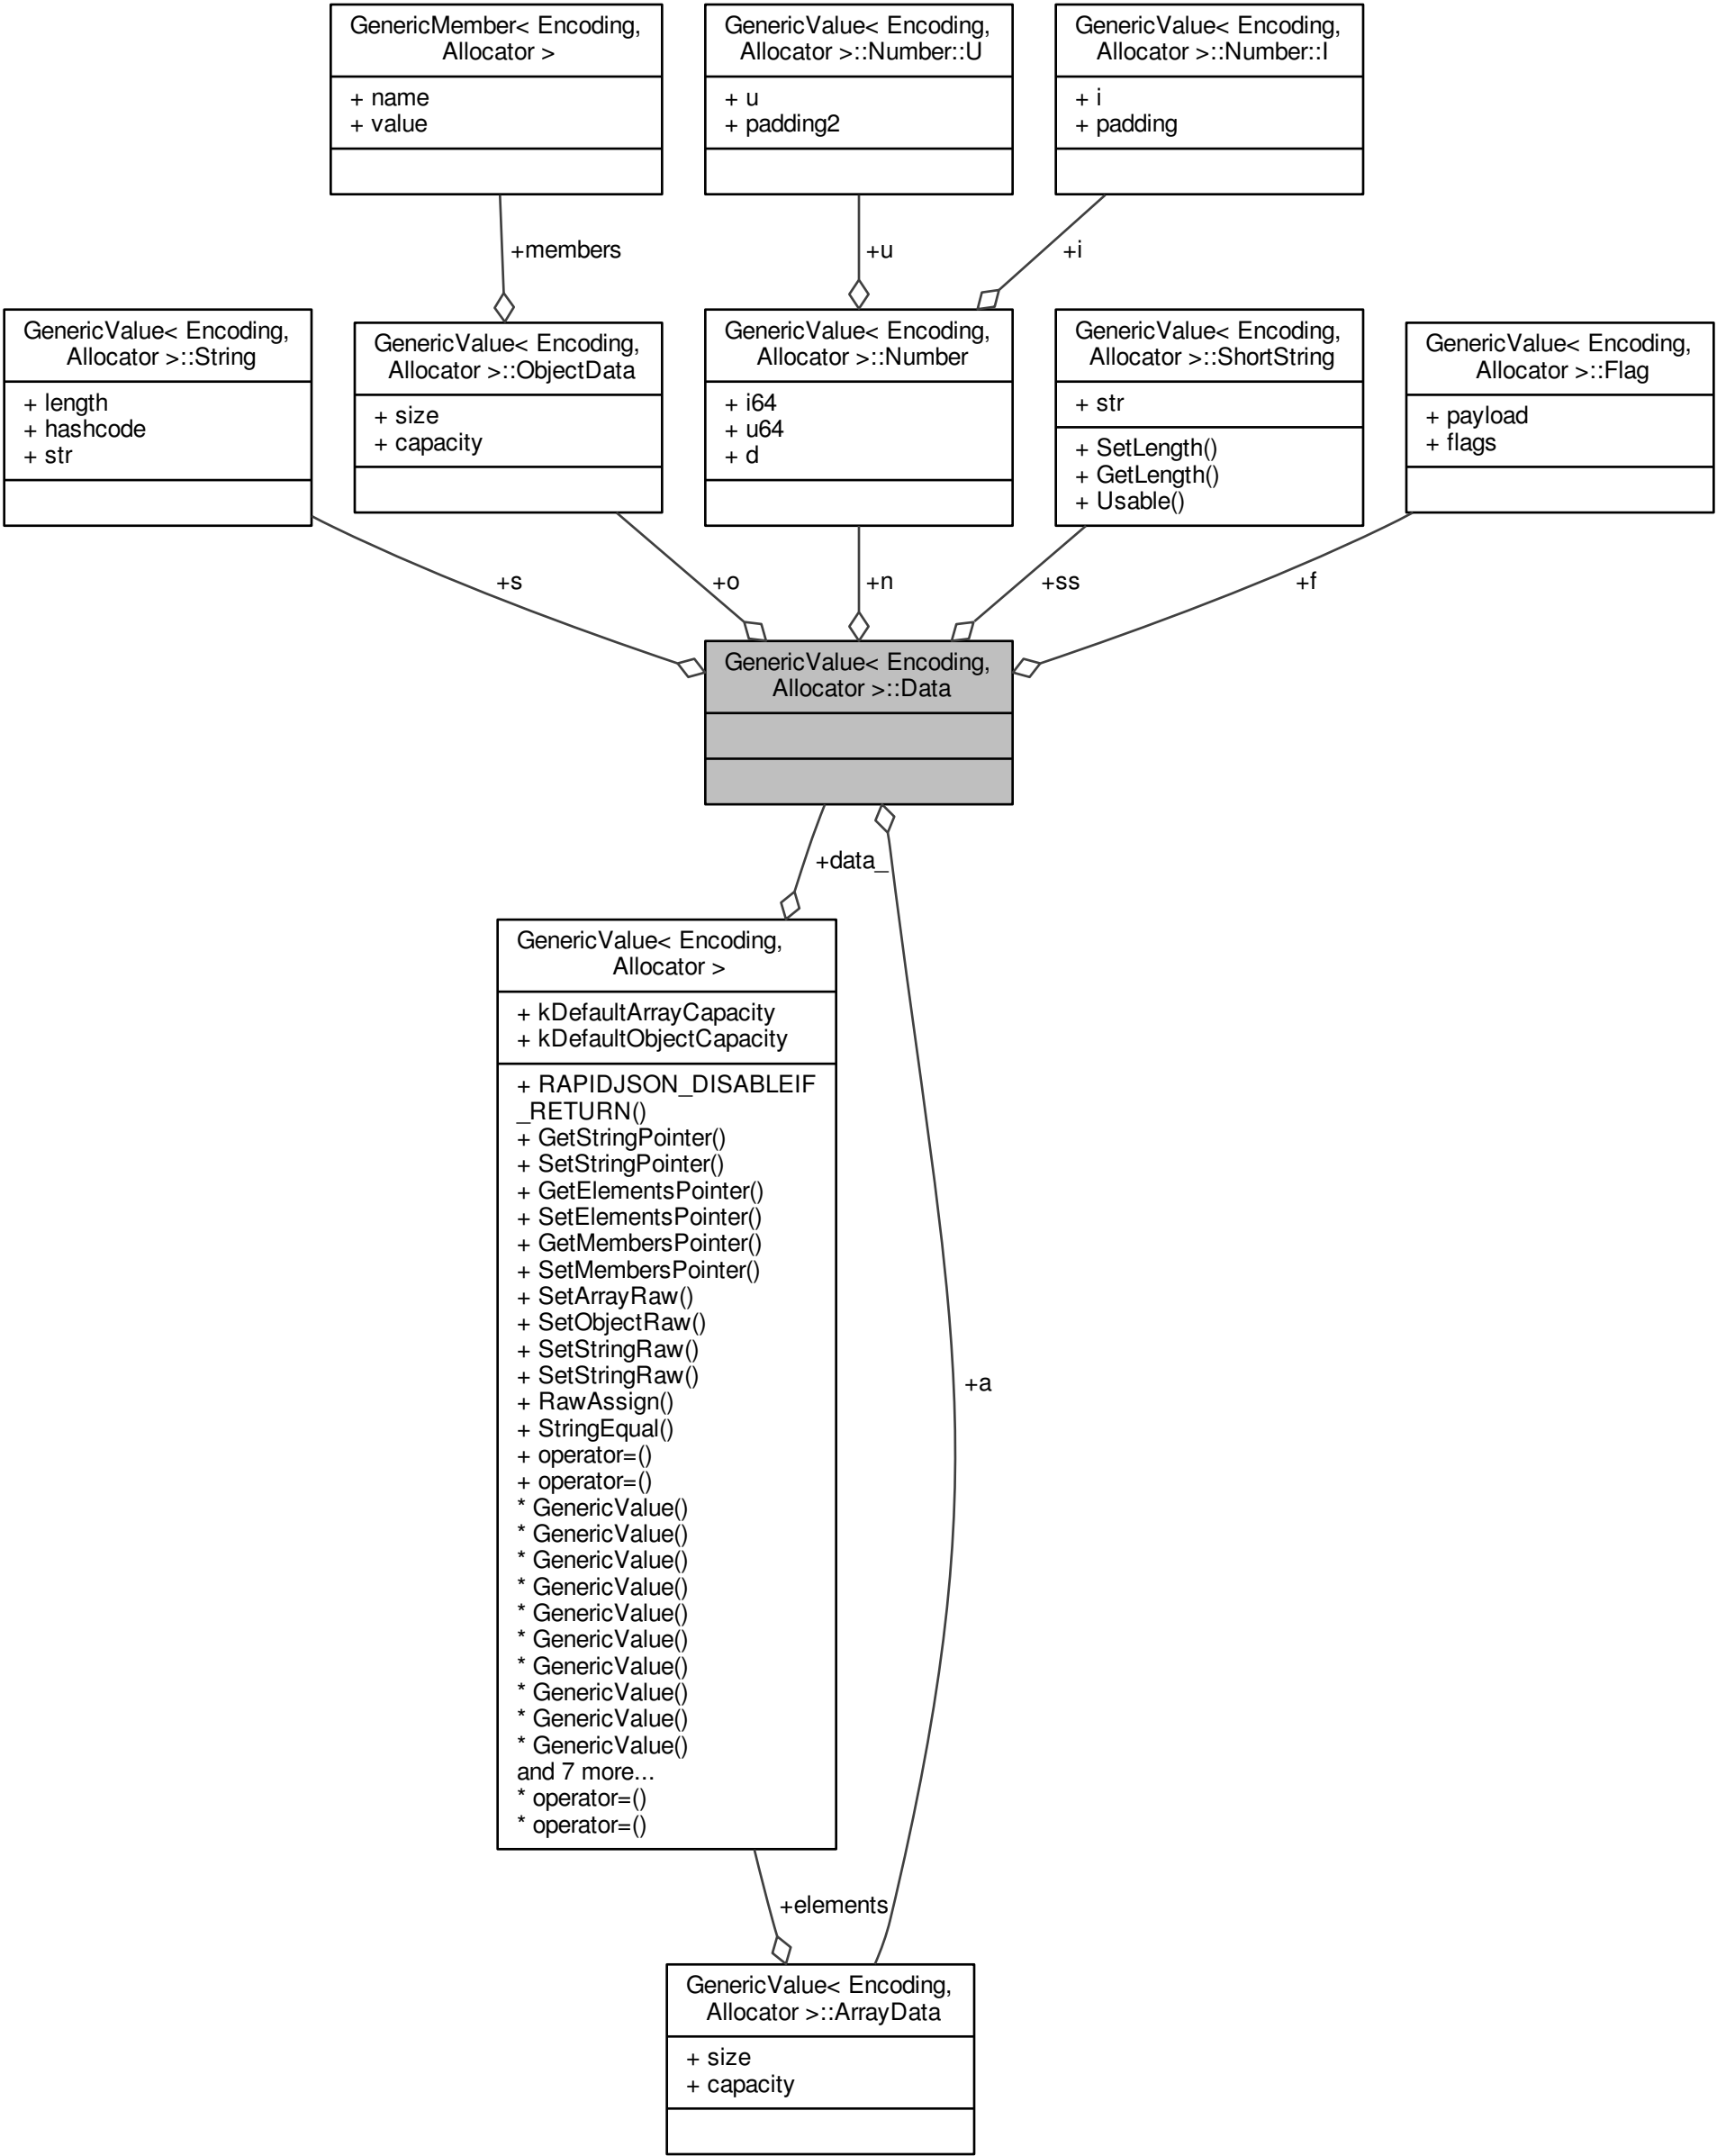 GenericMember< Encoding,
Allocator >
+ name
+ value
GenericValue< Encoding,
Allocator >::Number::U
+ u
+ padding2
GenericValue< Encoding,
Allocator >::Number::I
+ i
+ padding
+members
+u
+i
GenericValue< Encoding,
Allocator >::String
+ length
+ hashcode
+ str
GenericValue< Encoding,
Allocator >::ObjectData
+ size
+ capacity
GenericValue< Encoding,
Allocator >::Number
+ i64
+ u64
+ d
GenericValue< Encoding,
Allocator >::ShortString
+ str
+ SetLength()
+ GetLength()
+ Usable()
GenericValue< Encoding,
Allocator >::Flag
+ payload
+ flags
+s
+o
+n
+ss
+f
GenericValue< Encoding,
Allocator >::Data
+data_
GenericValue< Encoding,
Allocator >
+ kDefaultArrayCapacity
+ kDefaultObjectCapacity
+ RAPIDJSON_DISABLEIF
_RETURN()
+ GetStringPointer()
+ SetStringPointer()
+ GetElementsPointer()
+ SetElementsPointer()
+ GetMembersPointer()
+ SetMembersPointer()
+ SetArrayRaw()
+ SetObjectRaw()
+ SetStringRaw()
+ SetStringRaw()
+ RawAssign()
+ StringEqual()
+ operator=()
+ operator=()
* GenericValue()
* GenericValue()
* GenericValue()
* GenericValue()
* GenericValue()
* GenericValue()
* GenericValue()
* GenericValue()
* GenericValue()
* GenericValue()
and 7 more...
* operator=()
* operator=()
+a
+elements
GenericValue< Encoding,
Allocator >::ArrayData
+ size
+ capacity